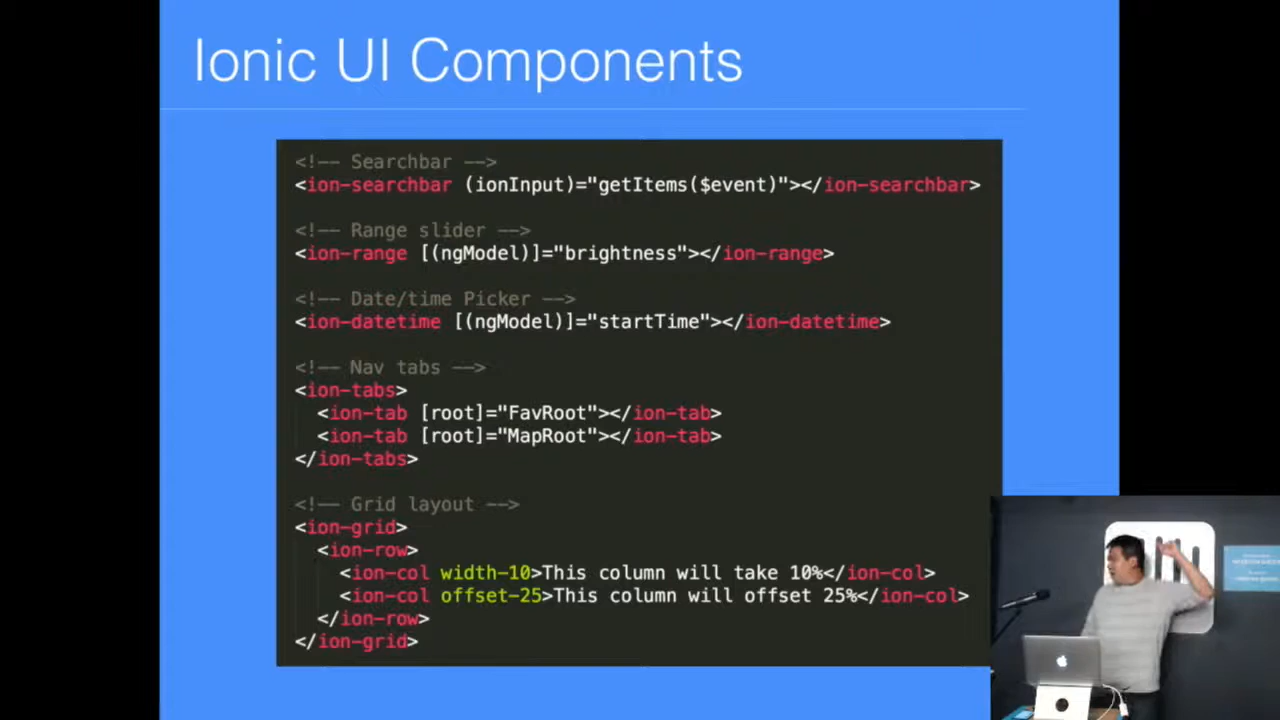 Ionic UI Components
<!-- Searchbar -->
<ion-searchbar (ionInput)="getItems($event)"></ion-searchbar>
<!-- Range slider -->
<ion-range [(ngModel)]="brightness"></ion-range>
<!-- Date/time Picker -->
<ion-datetime [(ngModel)]="startTime"></ion-datetime>
<!-- Nav tabs -->
<ion-tabs>
<ion-tab [root]="FavRoot"></ion-tab>
<ion-tab [root]="MapRoot"></ion-tab>
</ion-tabs>
<!-- Grid layout -->
<ion-grid>
<ion-row>
<ion-col width-10>This column will take 10%</ion-col>
<ion-col offset-25>This column will offset 25%</ion-col>
</ion-row>
</ion-grid>